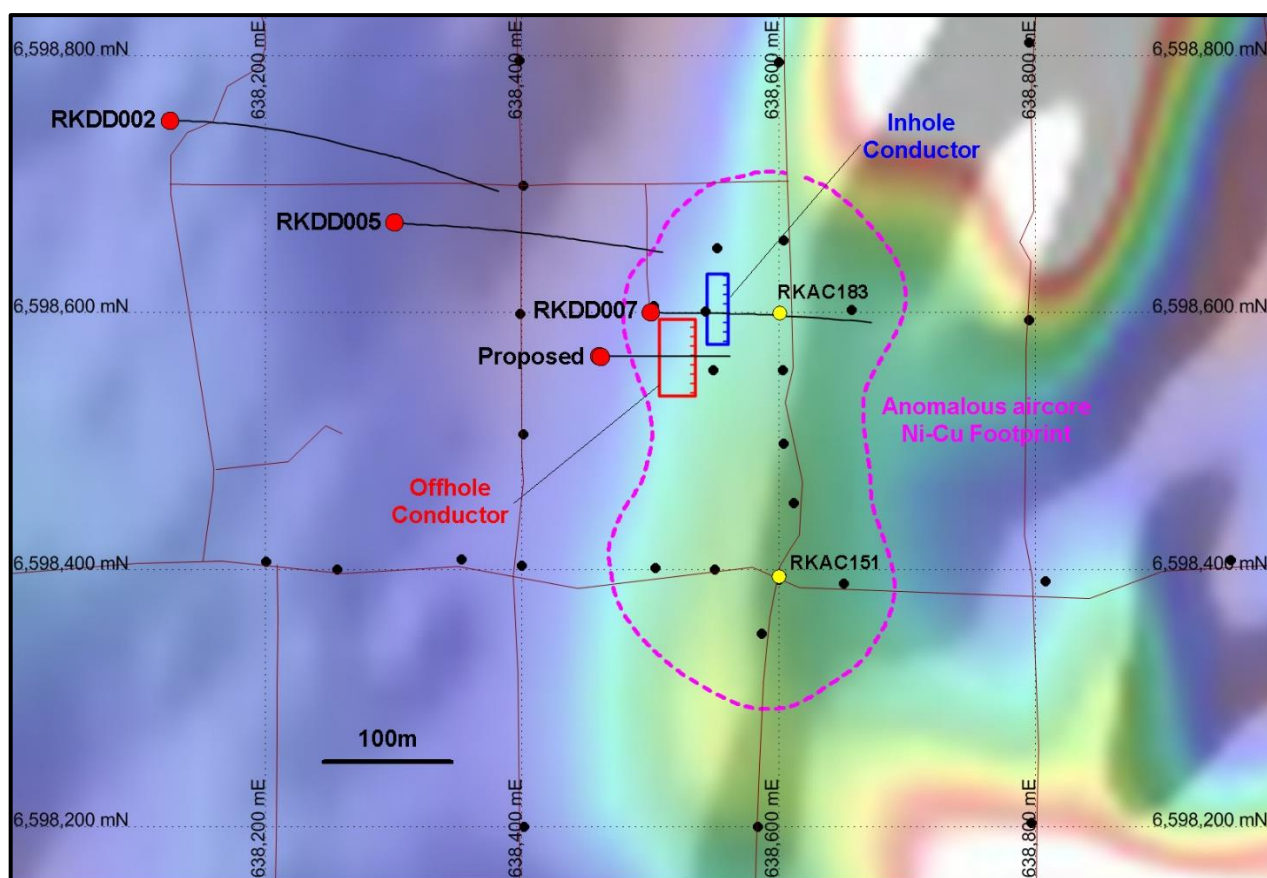 638,200 mE
638,400 mE
638,600 mE
638,800 mE
6,598,800 mN
6,598,800 mN
RKDD002
Inhole
Conductor
RKDD005
RKAC183
6,598,600 mN
RKDD007
6,598,600 mN
Proposed
Anomalous aircore
Ni-Cu Footprint
Offhole
Conductor
RKAC151
6,598,400 mN
6,598,400 mN
100m
6,598,200 mN
6,598,200 mN
638,200 mE
638,400 mE
638,600 mE
638,800 mE